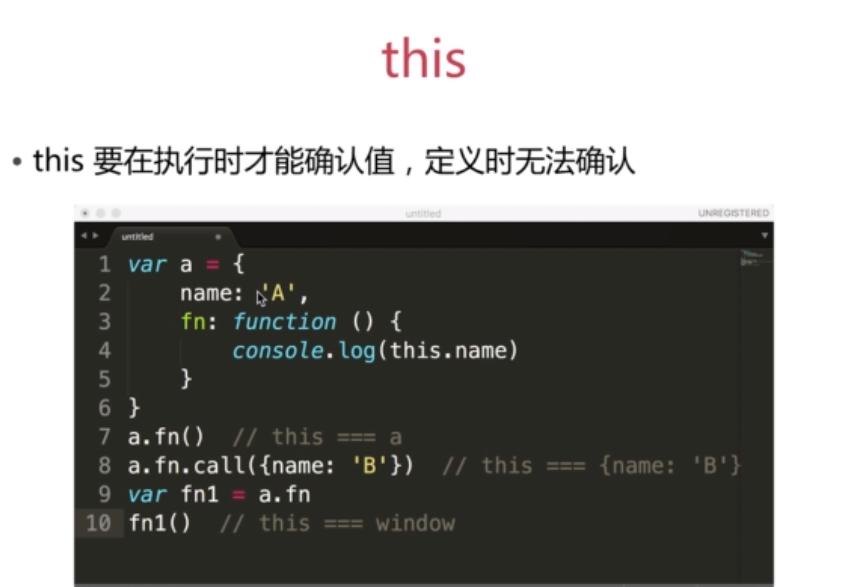 this
• this 要在执行时才能确认值，定义时无法确认
untitled
UNREGISTERED
untitled
1 var a = {
2     name: 'A',
3     fn: function () {
4         console.log(this.name)
5     }
6 }
7 a.fn()  // this === a
8 a.fn.call({name: 'B'})  // this === {name: 'B'}
9 var fn1 = a.fn
10 fn1()  // this === window